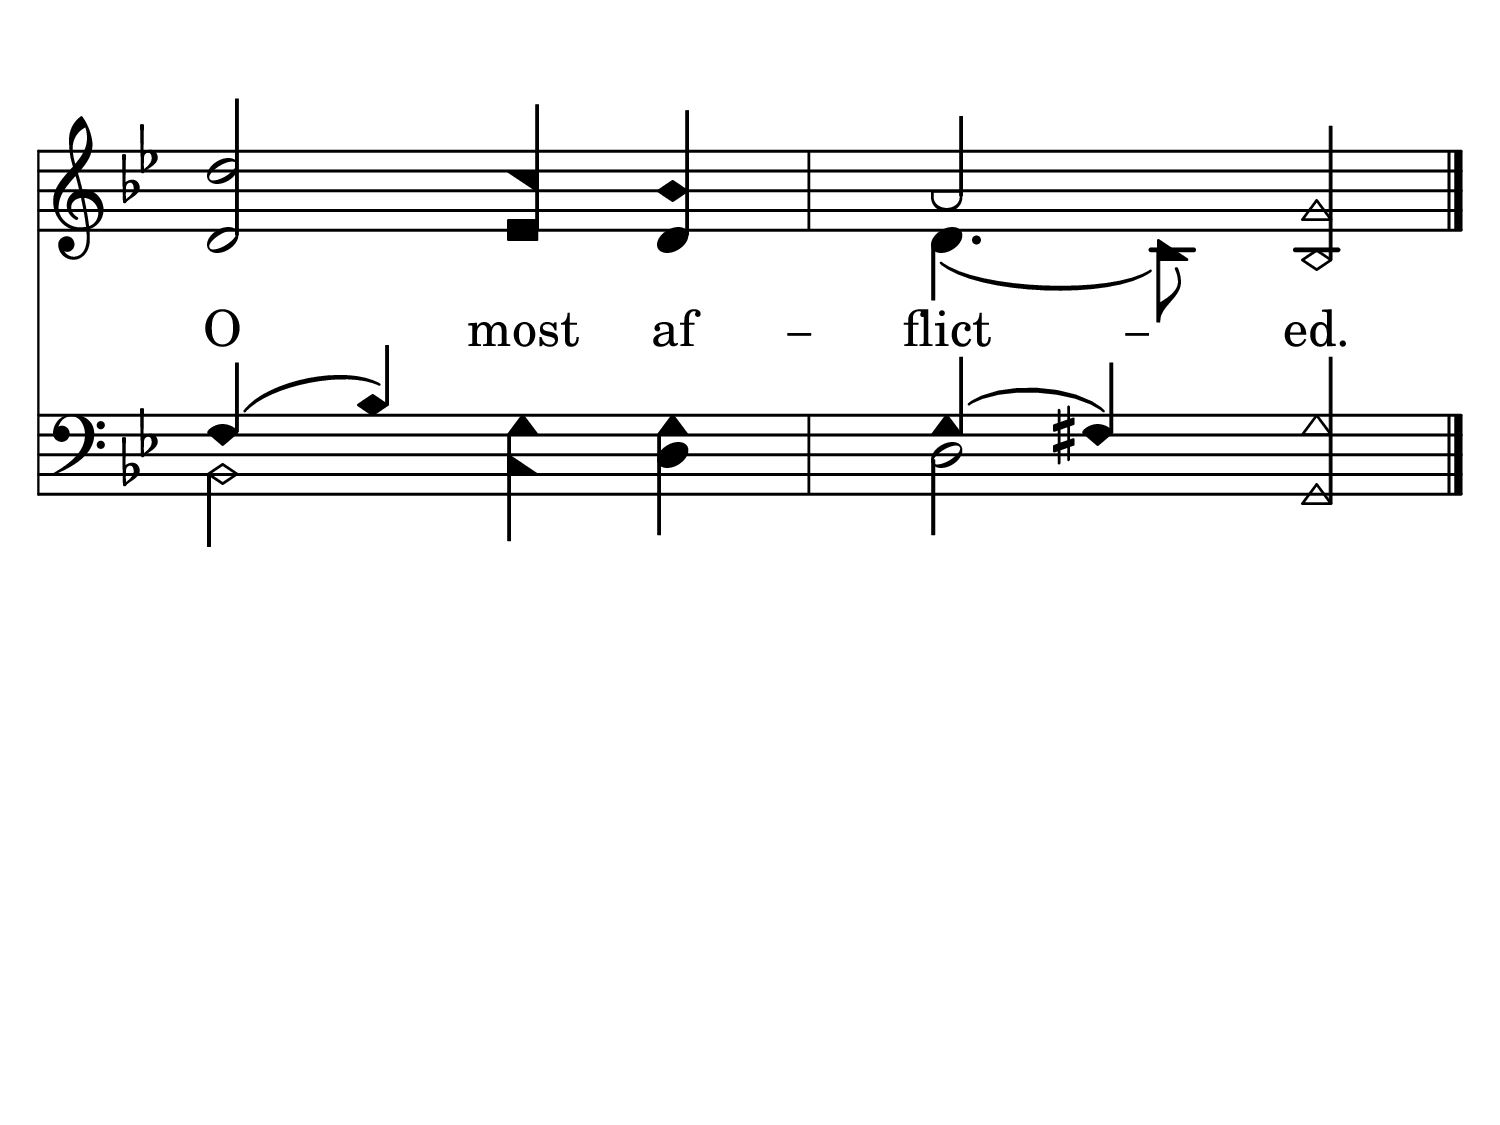 O most af – flict – ed.